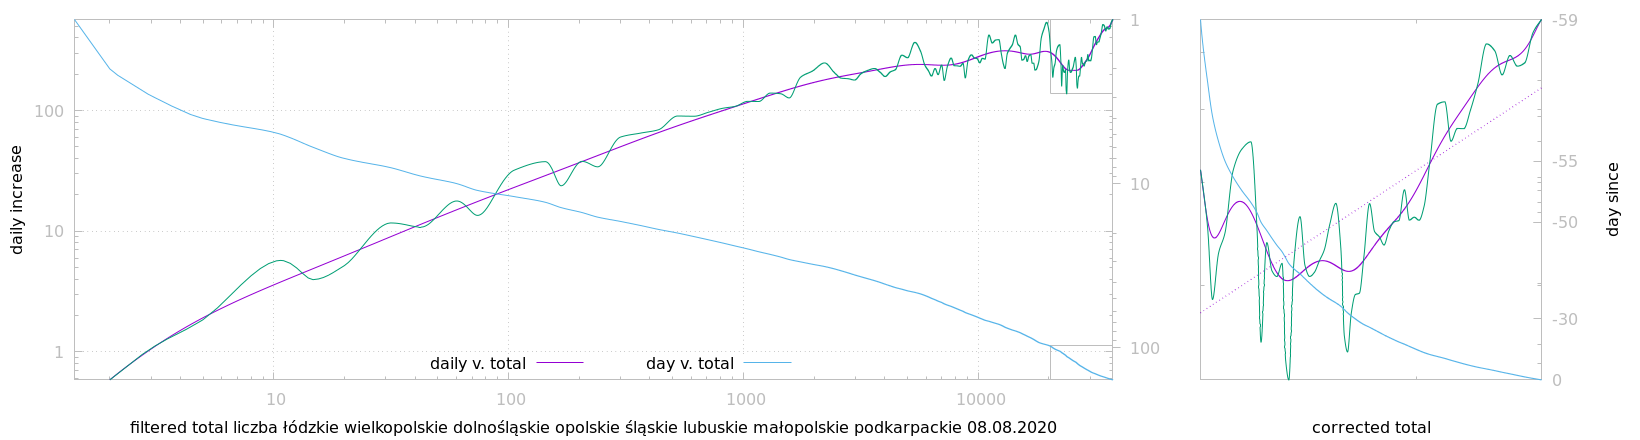 daily increase
100
10
1
daily v. total
day v. total
1
10
100
10
100
1000
10000
filtered total liczba łódzkie wielkopolskie dolnośląskie opolskie śląskie lubuskie małopolskie podkarpackie 08.08.2020
-59
-55
-50
-30
0
day since
corrected total